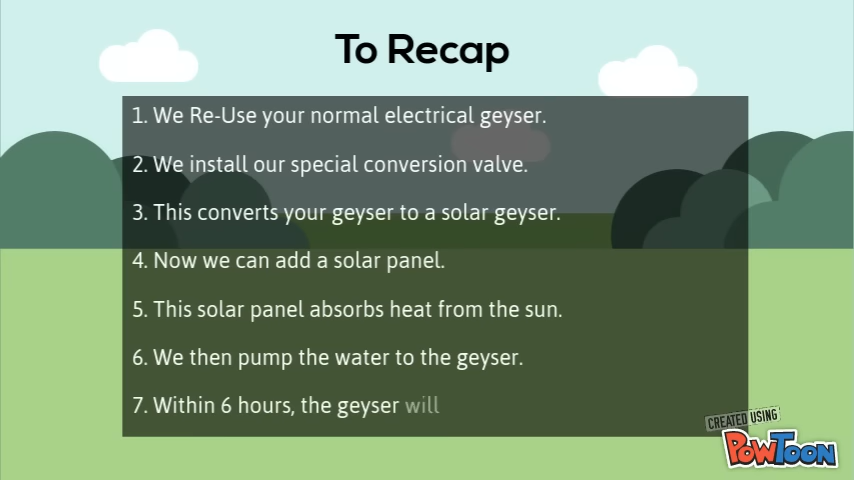 To Recap
1. We Re-Use your normal electrical geyser.
2. We install our special conversion valve.
3. This converts your geyser to a solar geyser.
4. Now we can add a solar panel.
5. This solar panel absorbs heat from the sun.
6. We then pump the water to the geyser.
7. Within 6 hours, the geyser will
CREATED USING
POWTOON